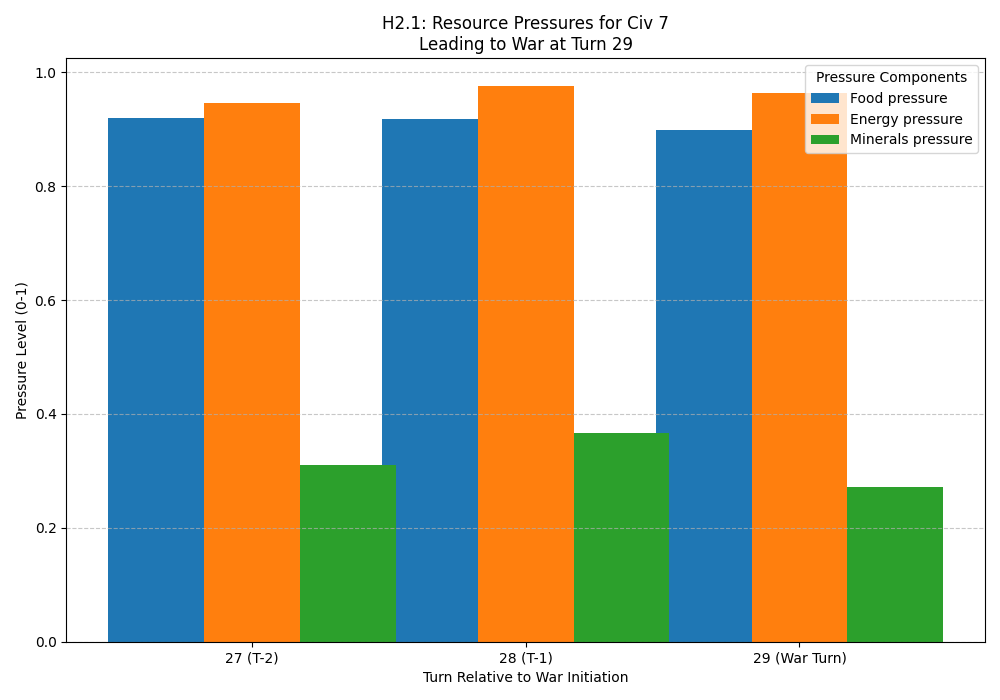 H2.1: Resource Pressures for Civ 7
Leading to War at Turn 29
Pressure Components
Food pressure
Energy pressure
Minerals pressure
Pressure Level (0-1)
1.0
0.8
0.6
0.4
0.2
0.0
27 (T-2)
28 (T-1)
29 (War Turn)
Turn Relative to War Initiation